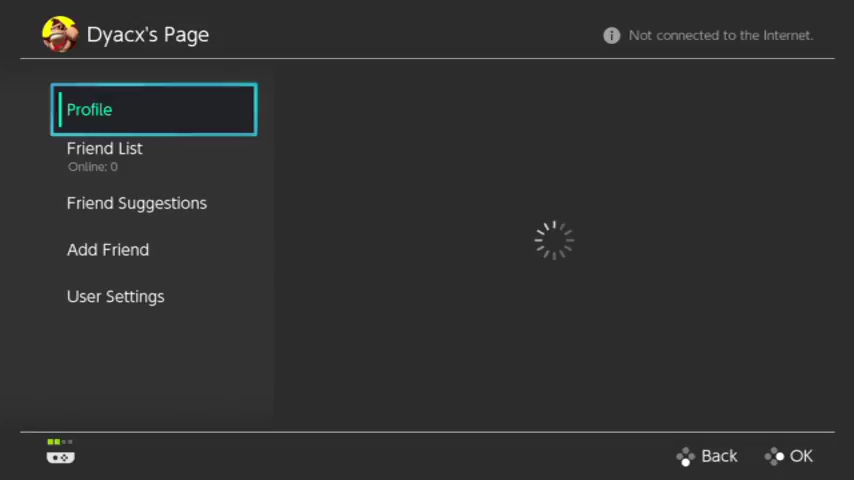 Dyacx's Page
Not connected to the Internet.
Profile
Friend List
Online: 0
Friend Suggestions
Add Friend
User Settings
Back
OK